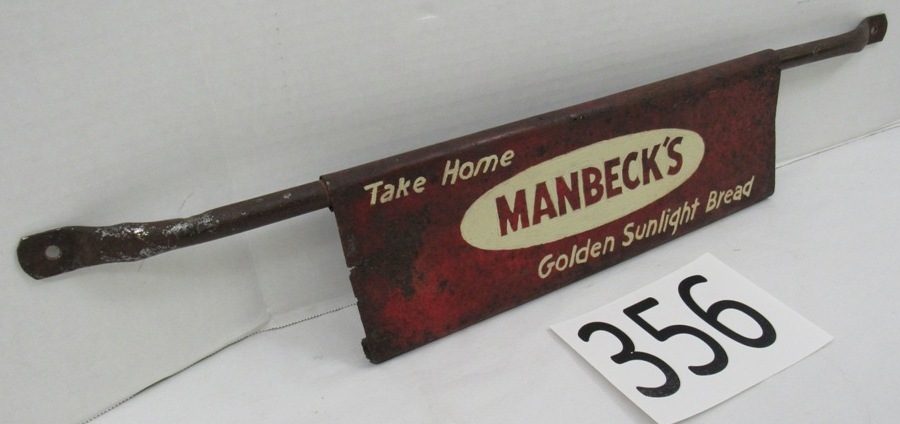 Take Home
MANBECK'S
Golden Sunlight Bread
356